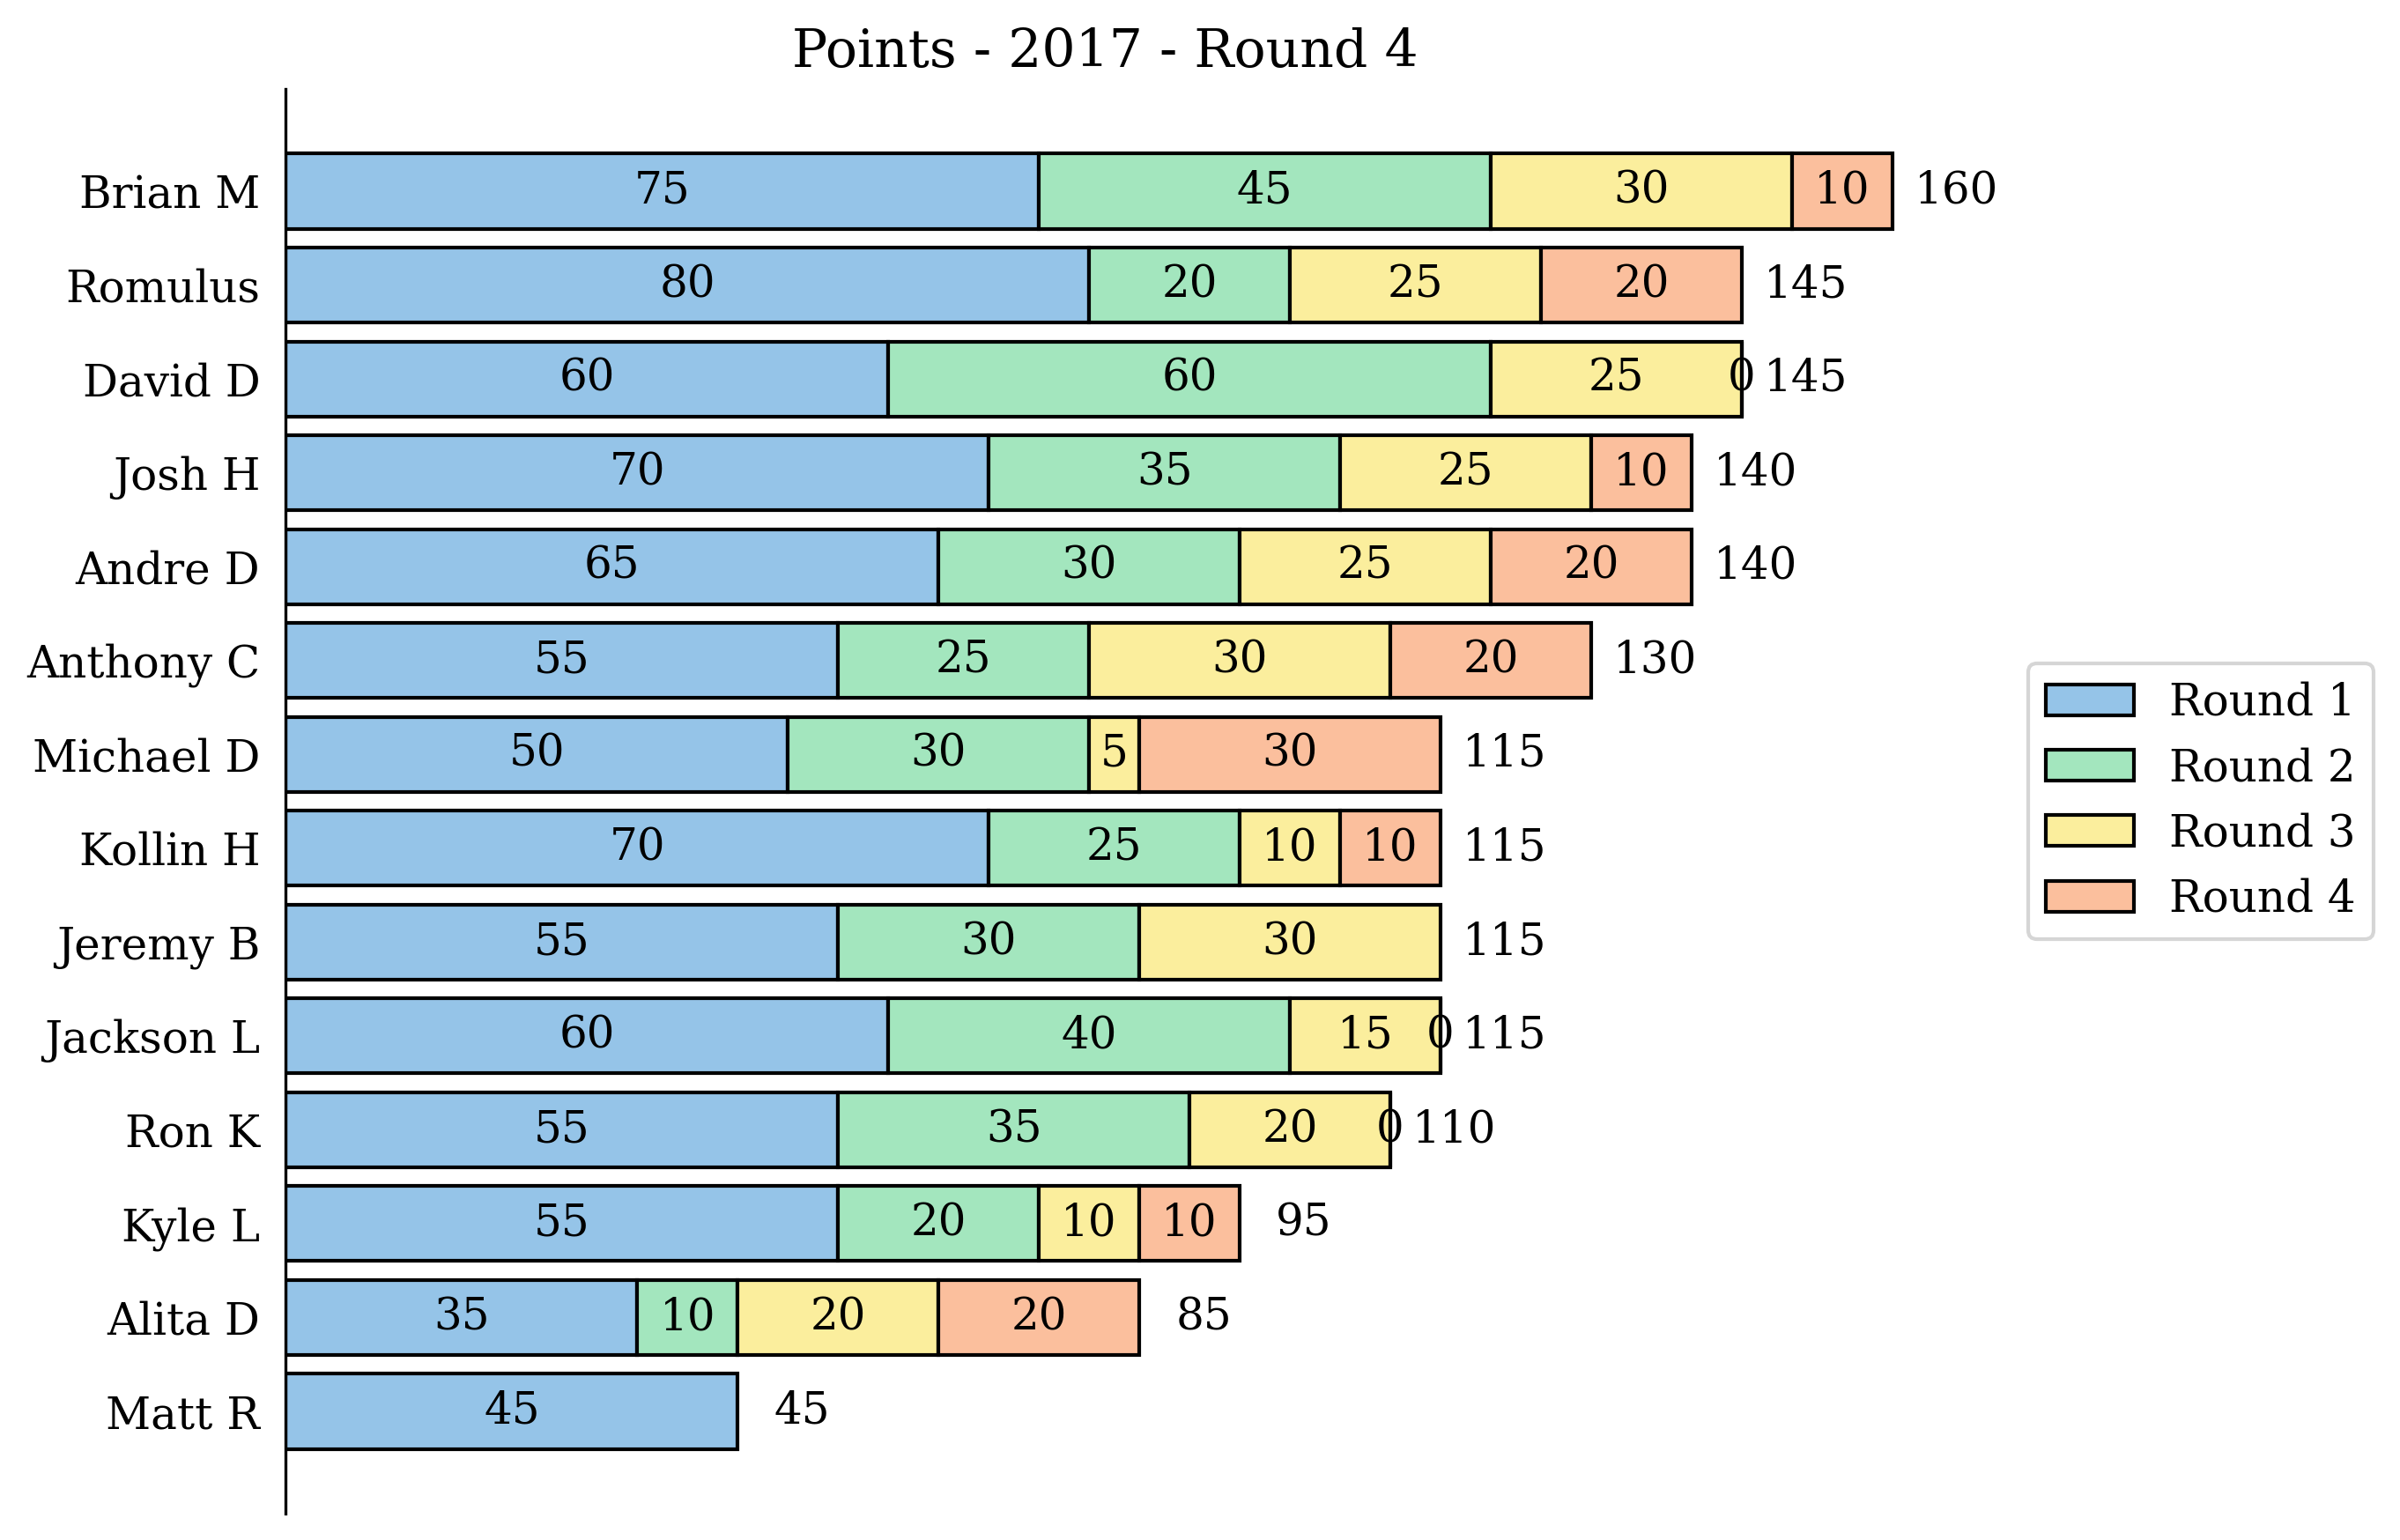 Points - 2017 - Round 4
Brian M 75 45 30 10 160
Romulus 80 20 25 20 145
David D 60 60 25 0 145
Josh H 70 35 25 10 140
Andre D 65 30 25 20 140
Anthony C 55 25 30 20 130
Michael D 50 30 5 30 115
Kollin H 70 25 10 10 115
Jeremy B 55 30 30 115
Jackson L 60 40 15 0 115
Ron K 55 35 20 0 110
Kyle L 55 20 10 10 95
Alita D 35 10 20 20 85
Matt R 45 45
Round 1
Round 2
Round 3
Round 4